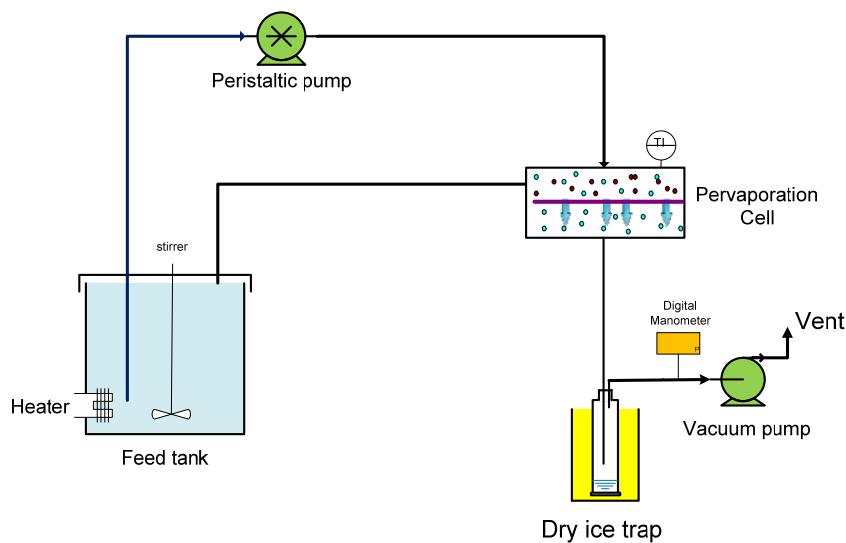 Peristaltic pump
TI
Pervaporation
Cell
stirrer
Digital
Manometer
P
Vent
Heater
Vacuum pump
Feed tank
Dry ice trap